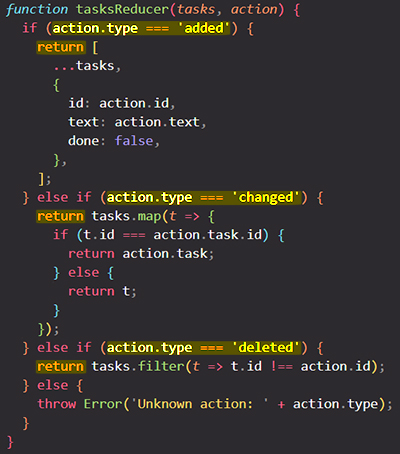 function tasksReducer(tasks, action) {
  if (action.type === 'added') {
    return [
      ...tasks,
      {
        id: action.id,
        text: action.text,
        done: false,
      },
    ];
  } else if (action.type === 'changed') {
    return tasks.map(t => {
      if (t.id === action.task.id) {
        return action.task;
      } else {
        return t;
      }
    });
  } else if (action.type === 'deleted') {
    return tasks.filter(t => t.id !== action.id);
  } else {
    throw Error('Unknown action: ' + action.type);
  }
}